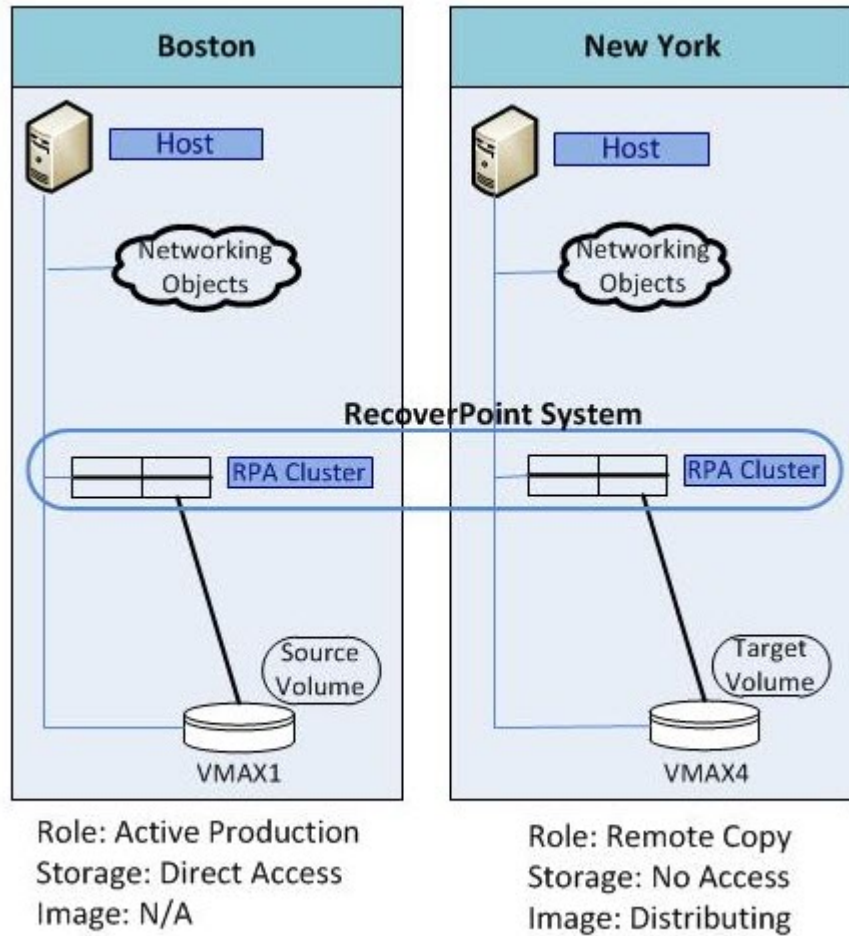 Boston
Host
Networking
Objects
New York
Host
Networking
Objects
RecoverPoint System
RPA Cluster
RPA Cluster
Source
Volume
VMAX1
Target
Volume
VMAX4
Role: Active Production
Storage: Direct Access
Image: N/A
Role: Remote Copy
Storage: No Access
Image: Distributing